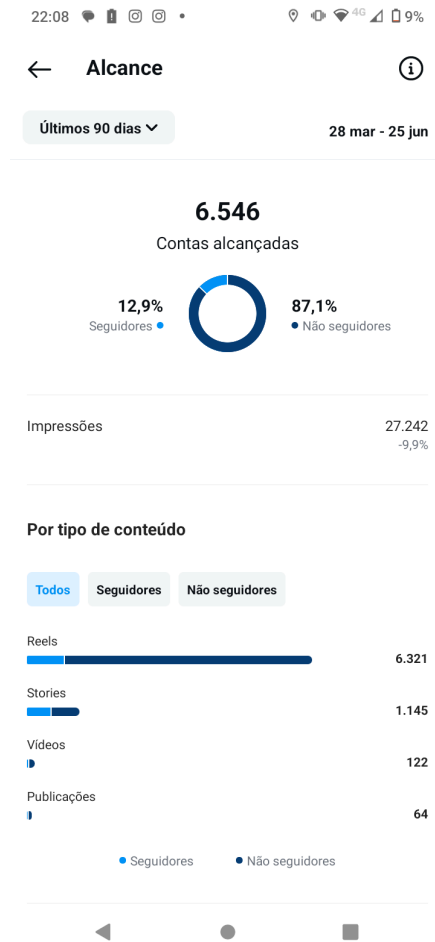 22:08 4G 9%
Alcance
Últimos 90 dias 28 mar - 25 jun
6.546
Contas alcançadas
12,9% 87,1%
Seguidores Não seguidores
Impressões 27.242
-9,9%
Por tipo de conteúdo
Todos Seguidores Não seguidores
Reels
6.321
Stories
1.145
Vídeos
122
Publicações
64
Seguidores Não seguidores